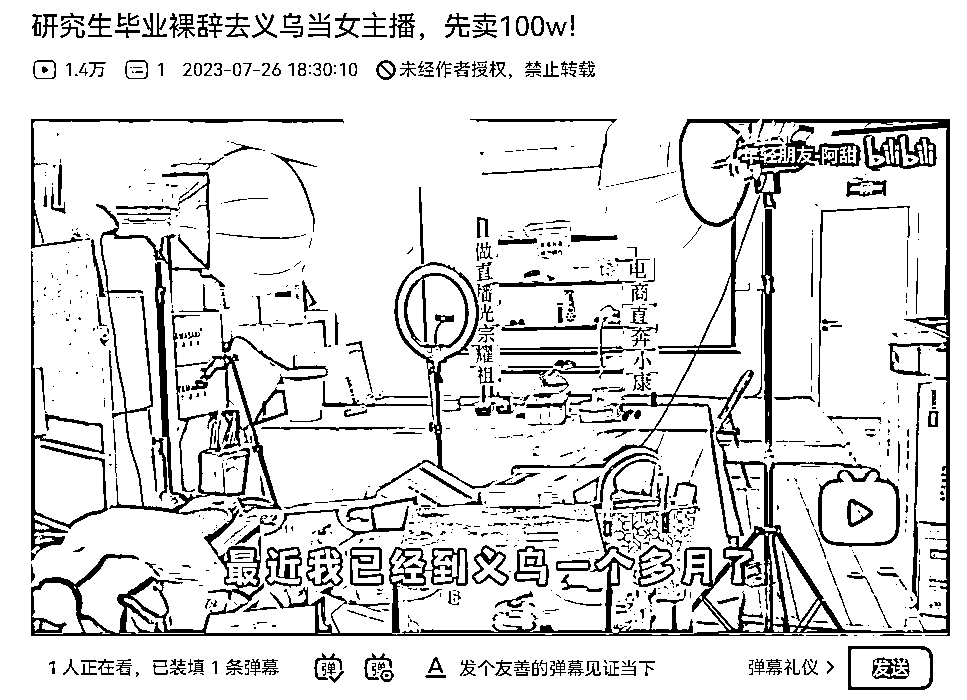 研究生毕业裸辞去义乌当女主播，先卖100w!
1.4万 1 2023-07-26 18:30:10 未经作者授权，禁止转载
年轻朋友-阿甜 bilibili
做直播光宗耀祖
电商直奔小康
最近我已经到义乌一个多月了
1人正在看，已装填 1 条弹幕 弹 弹 A 发个友善的弹幕见证当下 弹幕礼仪 > 发送